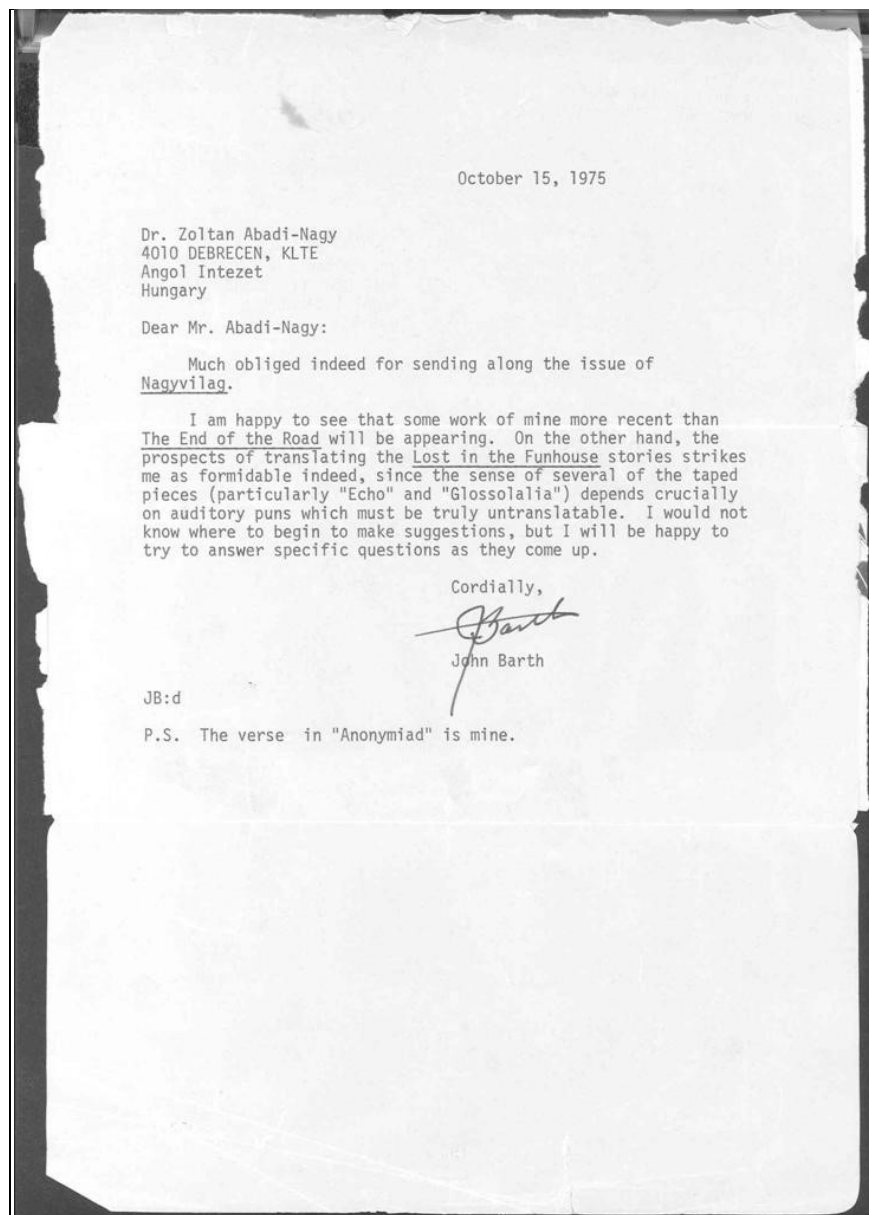 October 15, 1975
Dr. Zoltan Abadi-Nagy
4010 DEBRECEN, KLTE
Angol Intezet
Hungary
Dear Mr. Abadi-Nagy:
Much obliged indeed for sending along the issue of
Nagyvilag.
I am happy to see that some work of mine more recent than
The End of the Road will be appearing. On the other hand, the
prospects of translating the Lost in the Funhouse stories strikes
me as formidable indeed, since the sense of several of the taped
pieces (particularly "Echo" and "Glossolalia") depends crucially
on auditory puns which must be truly untranslatable. I would not
know where to begin to make suggestions, but I will be happy to
try to answer specific questions as they come up.
Cordially,
JBarth
John Barth
JB:d
P.S. The verse in "Anonymiad" is mine.